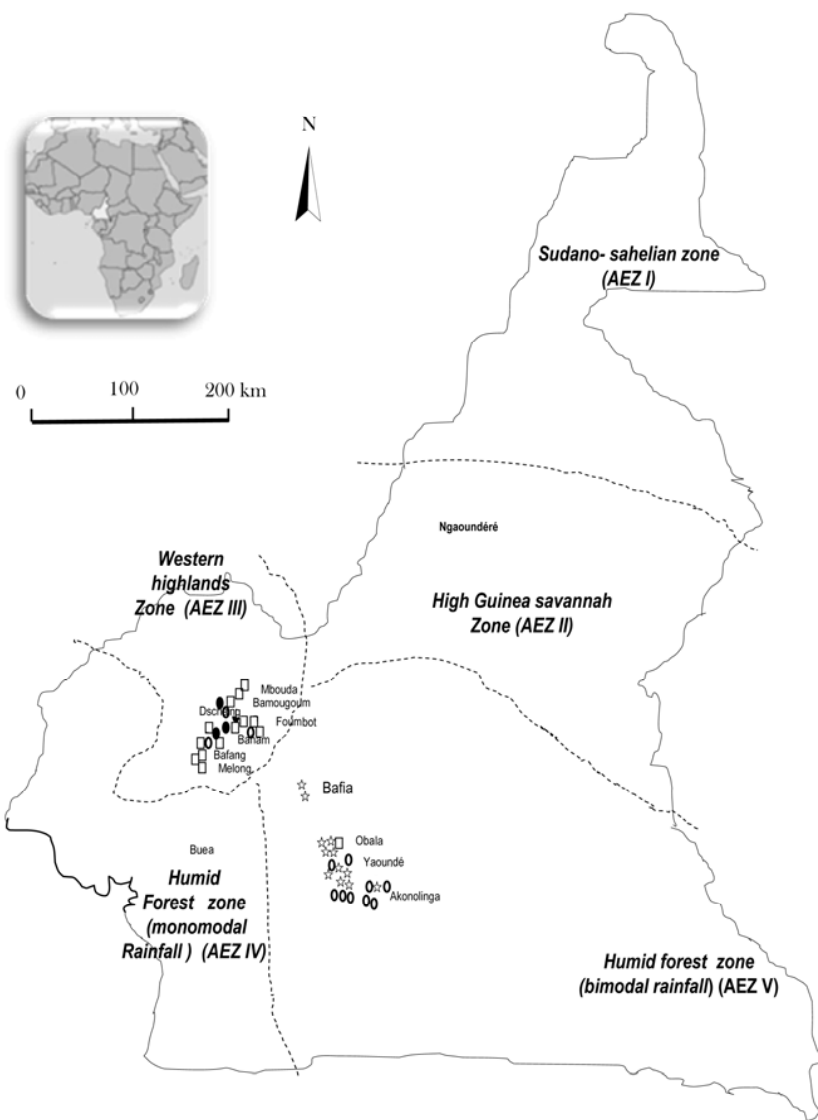 N
Sudano- sahelian zone
(AEZ I)
0 100 200 km
Ngaoundéré
Western
highlands
Zone (AEZ III)
High Guinea savannah
Zone (AEZ II)
Mbouda
Bamougoum
Dschang
Foumbot
Baham
Bafang
Melong
Bafia
Obala
Yaoundé
Akonolinga
Buea
Humid
Forest zone
(monomodal
Rainfall ) (AEZ IV)
Humid forest zone
(bimodal rainfall) (AEZ V)